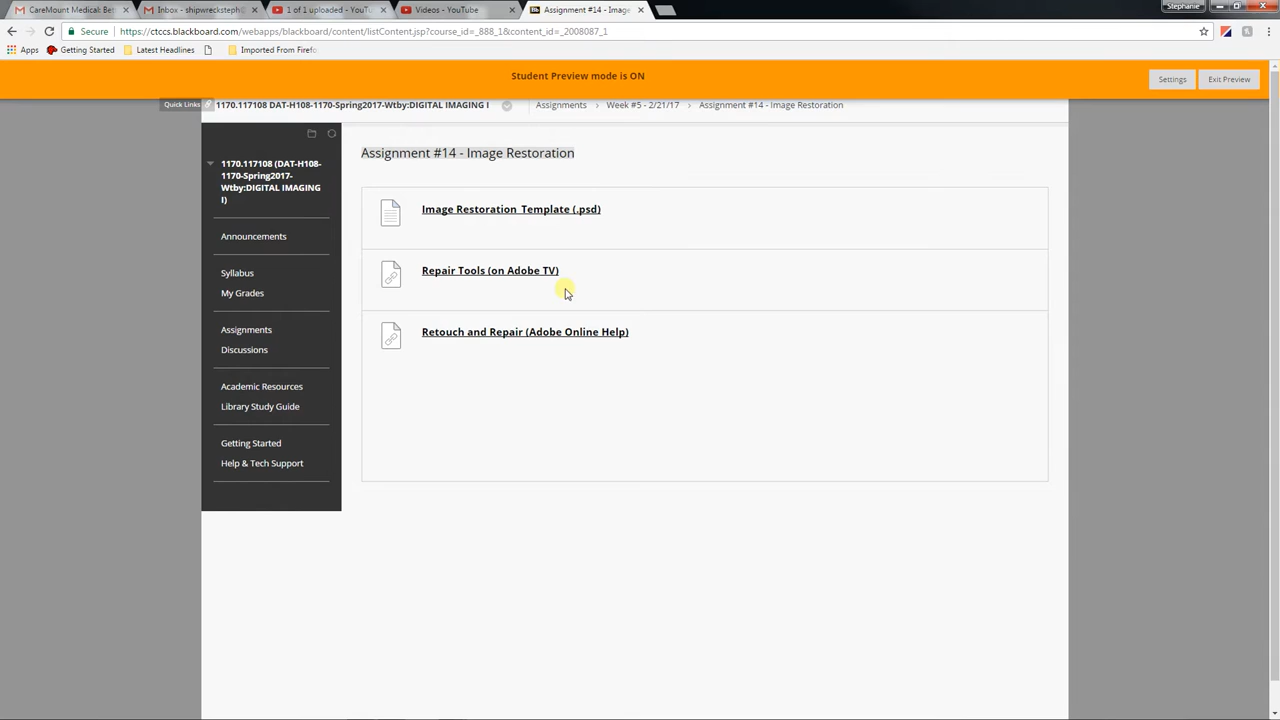 Stephanie
CareMount Medical: Be
Inbox - shipwrecksteph
1 of 1 uploaded - YouTu
Videos - YouTube
Assignment #14 - Image
Secure
https://ctccs.blackboard.com/webapps/blackboard/content/listContent.jsp?course_id=_888_1&content_id=_2008087_1
Apps
Getting Started
Latest Headlines
Imported From Firefo
Student Preview mode is ON
Settings
Exit Preview
Quick Links
1170.117108 DAT-H108-1170-Spring2017-Wtby:DIGITAL IMAGING I
Assignments
Week #5 - 2/21/17
Assignment #14 - Image Restoration
1170.117108 (DAT-H108-
1170-Spring2017-
Wtby:DIGITAL IMAGING
I)
Announcements
Syllabus
My Grades
Assignments
Discussions
Academic Resources
Library Study Guide
Getting Started
Help & Tech Support
Assignment #14 - Image Restoration
Image Restoration Template (.psd)
Repair Tools (on Adobe TV)
Retouch and Repair (Adobe Online Help)